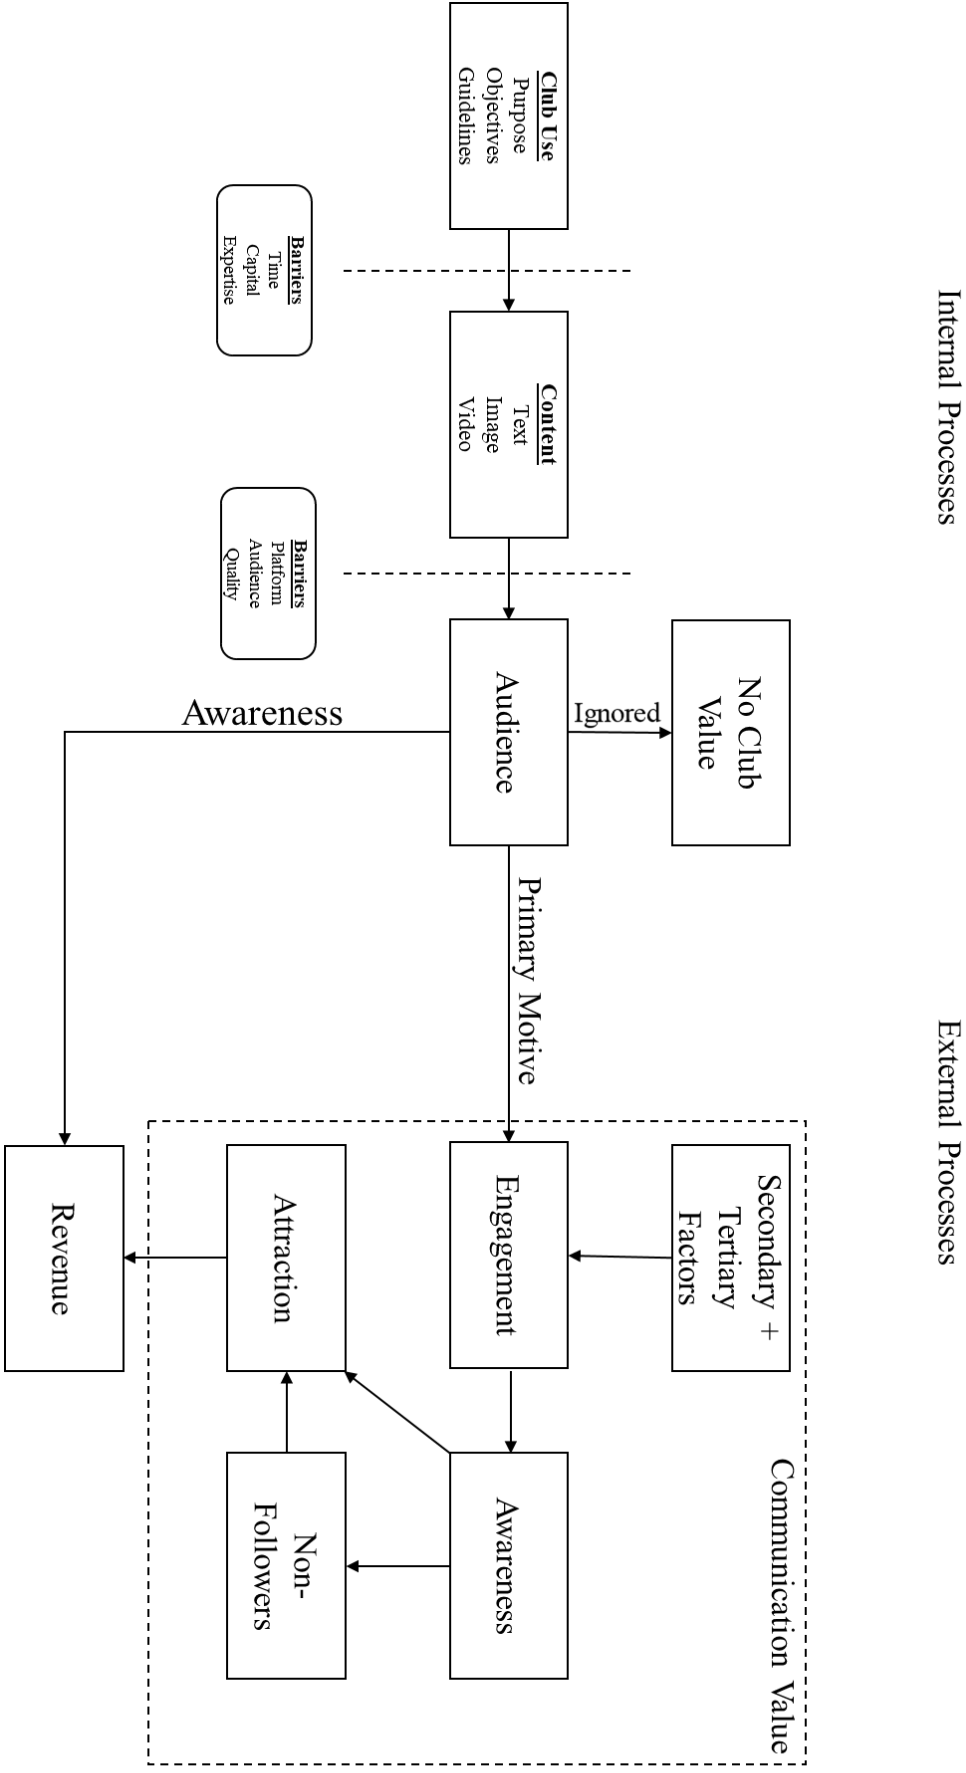 Internal Processes
External Processes
Club Use
Purpose
Objectives
Guidelines
Barriers
Time
Capital
Expertise
Content
Text
Image
Video
Barriers
Platform
Audience
Quality
No Club
Value
Ignored
Audience
Awareness
Primary Motive
Communication Value
Secondary +
Tertiary
Factors
Engagement
Awareness
Attraction
Non-
Followers
Revenue